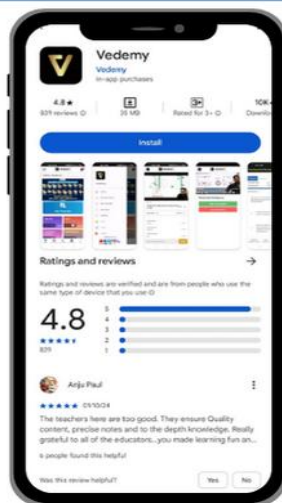 Vedemy
Vedemy
In-app purchases
4.8★
829 reviews
35 MB
3+
Rated for 3+
10K+
Downlo
Install
Ratings and reviews
Ratings and reviews are verified and are from people who use the
same type of device that you use
4.8
5
4
3
2
1
829
Anju Paul
01/10/24
The teachers here are too good. They ensure Quality
content, precise notes and to the depth knowledge. Really
grateful to all of the educators...you made learning fun an...
6 people found this helpful
Was this review helpful?
Yes
No